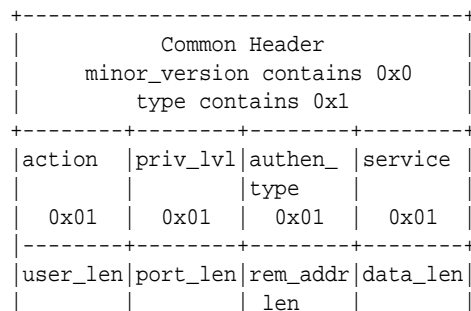 +-----------------------------------+
| Common Header |
| minor_version contains 0x0 |
| type contains 0x1 |
+--------+--------+--------+--------+
|action |priv_lvl|authen_ |service |
| | |type | |
| 0x01 | 0x01 | 0x01 | 0x01 |
|--------+--------+--------+--------+
|user_len|port_len|rem_addr|data_len|
| | | len | |